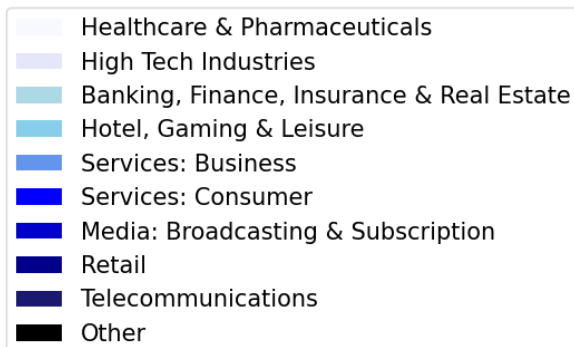 Healthcare & Pharmaceuticals
High Tech Industries
Banking, Finance, Insurance & Real Estate
Hotel, Gaming & Leisure
Services: Business
Services: Consumer
Media: Broadcasting & Subscription
Retail
Telecommunications
Other